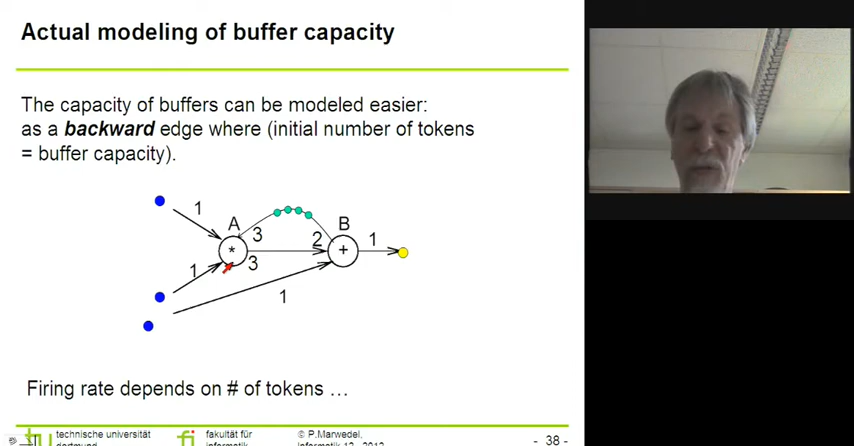 Actual modeling of buffer capacity
The capacity of buffers can be modeled easier:
as a backward edge where (initial number of tokens
= buffer capacity).
1
A
B
3
2
1
*
+
1
3
1
Firing rate depends on # of tokens …
technische universität
dortmund
fakultät für
informatik
© P.Marwedel,
informatik 12, 2012
- 38 -